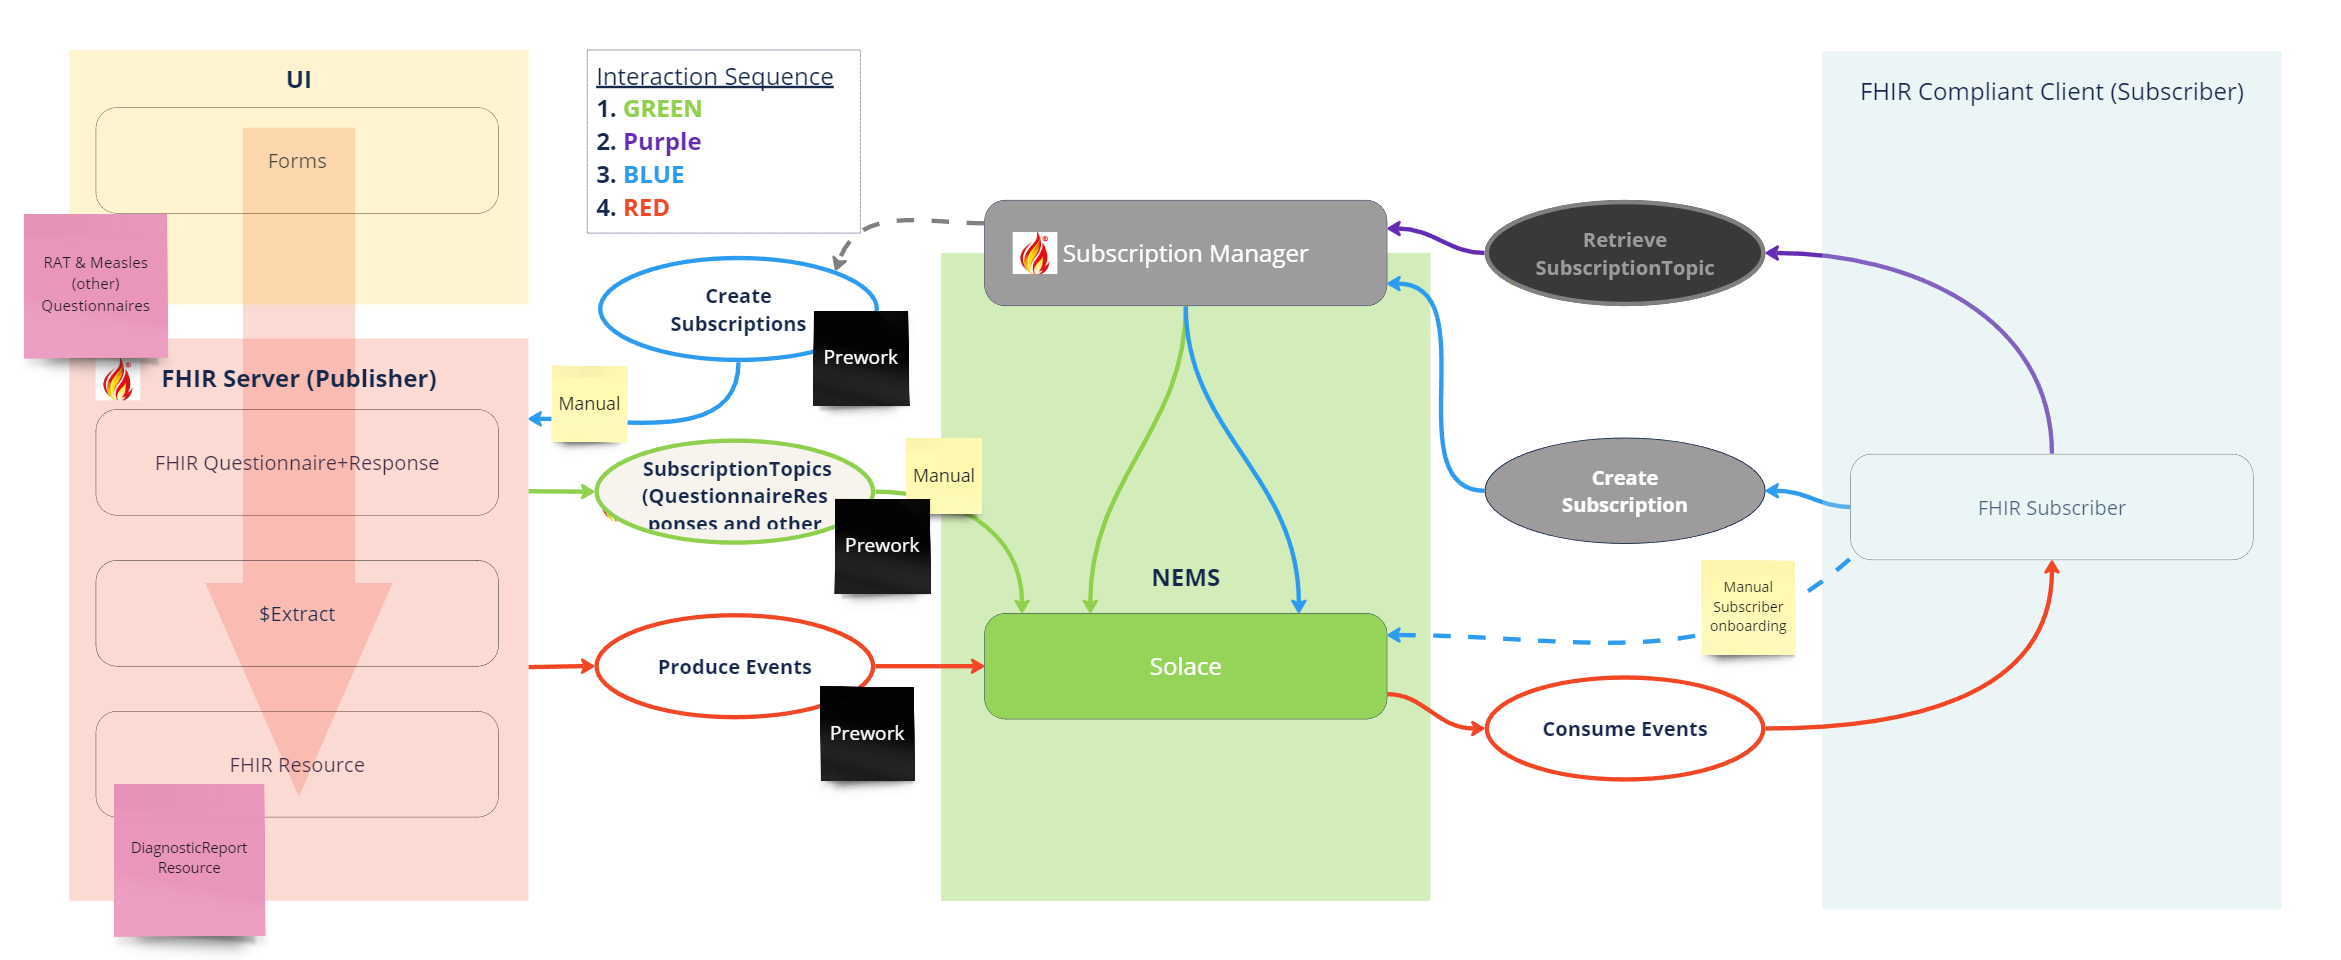 UI
Forms
RAT & Measles
(other)
Questionnaires
FHIR Server (Publisher)
FHIR Questionnaire+Response
$Extract
FHIR Resource
DiagnosticReport
Resource
Interaction Sequence
1. GREEN
2. Purple
3. BLUE
4. RED
Create
Subscriptions
Prework
Manual
SubscriptionTopics
(QuestionnaireRes
ponses and other
Manual
Prework
Produce Events
Prework
Subscription Manager
NEMS
Solace
Retrieve
SubscriptionTopic
Create
Subscription
Manual
Subscriber
onboarding
Consume Events
FHIR Compliant Client (Subscriber)
FHIR Subscriber